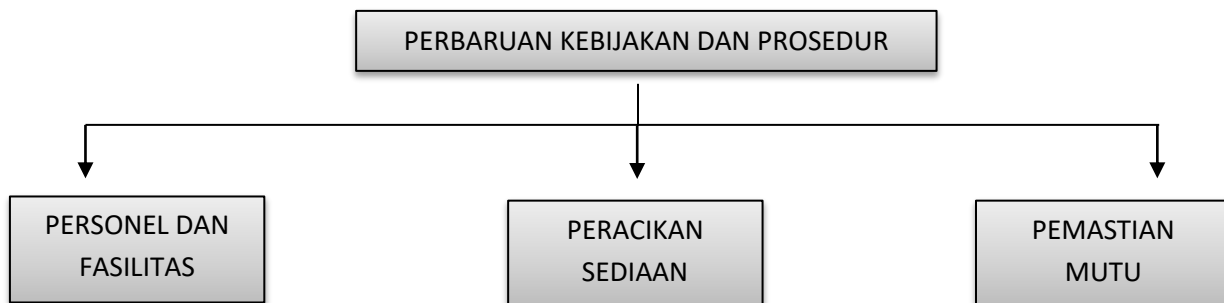 PERBARUAN KEBIJAKAN DAN PROSEDUR
PERSONEL DAN
FASILITAS
PERACIKAN
SEDIAAN
PEMASTIAN
MUTU